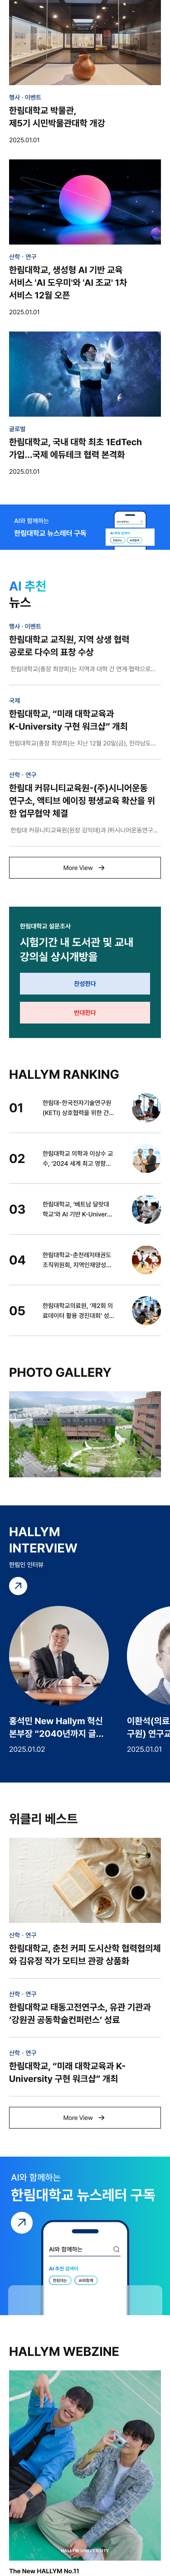 행사 · 이벤트
한림대학교 박물관,
제5기 시민박물관대학 개강
2025.01.01
산학 · 연구
한림대학교, 생성형 AI 기반 교육
서비스 'AI 도우미'와 'AI 조교' 1차
서비스 12월 오픈
2025.01.01
글로벌
한림대학교, 국내 대학 최초 1EdTech
가입...국제 에듀테크 협력 본격화
2025.01.01
AI와 함께하는
한림대학교 뉴스레터 구독
AI 추천
뉴스
행사 · 이벤트
한림대학교 교직원, 지역 상생 협력
공로로 다수의 표창 수상
한림대학교(총장 최양희)는 지역과 대학 간 연계·협력으로...
국제
한림대학교, “미래 대학교육과
K-University 구현 워크샵” 개최
한림대학교(총장 최양희)는 지난 12월 20일(금), 전라남도...
산학 · 연구
한림대 커뮤니티교육원-(주)시니어운동
연구소, 액티브 에이징 평생교육 확산을 위
한 업무협약 체결
한림대 커뮤니티교육원(원장 김익태)과 ㈜시니어운동연구...
More View
한림대학교 설문조사
시험기간 내 도서관 및 교내
강의실 상시개방을
찬성한다
반대한다
HALLYM RANKING
01
한림대-한국전자기술연구원
(KETI) 상호협력을 위한 간...
02
한림대학교 의학과 이상수 교
수, '2024 세계 최고 영향...
03
한림대학교, '베트남 달랏대
학교'와 AI 기반 K-Univer...
04
한림대학교-춘천레저태권도
조직위원회, 지역인재양성...
05
한림대학교의료원, '제2회 의
료데이터 활용 경진대회' 성...
PHOTO GALLERY
HALLYM
INTERVIEW
한림인 인터뷰
홍석민 New Hallym 혁신
본부장 “2040년까지 글...
2025.01.02
이환석(의료
구원) 연구교
2025.01.01
위클리 베스트
산학 · 연구
한림대학교, 춘천 커피 도시산학 협력협의체
와 김유정 작가 모티브 관광 상품화
산학 · 연구
한림대학교 태동고전연구소, 유관 기관과
‘강원권 공동학술컨퍼런스’ 성료
산학 · 연구
한림대학교, “미래 대학교육과 K-
University 구현 워크샵” 개최
More View
AI와 함께하는
한림대학교 뉴스레터 구독
AI와 함께하는
AI 추천 검색어
한림대는
AI와함께
HALLYM WEBZINE
HALLYM UNIVERSITY
The New HALLYM No.11